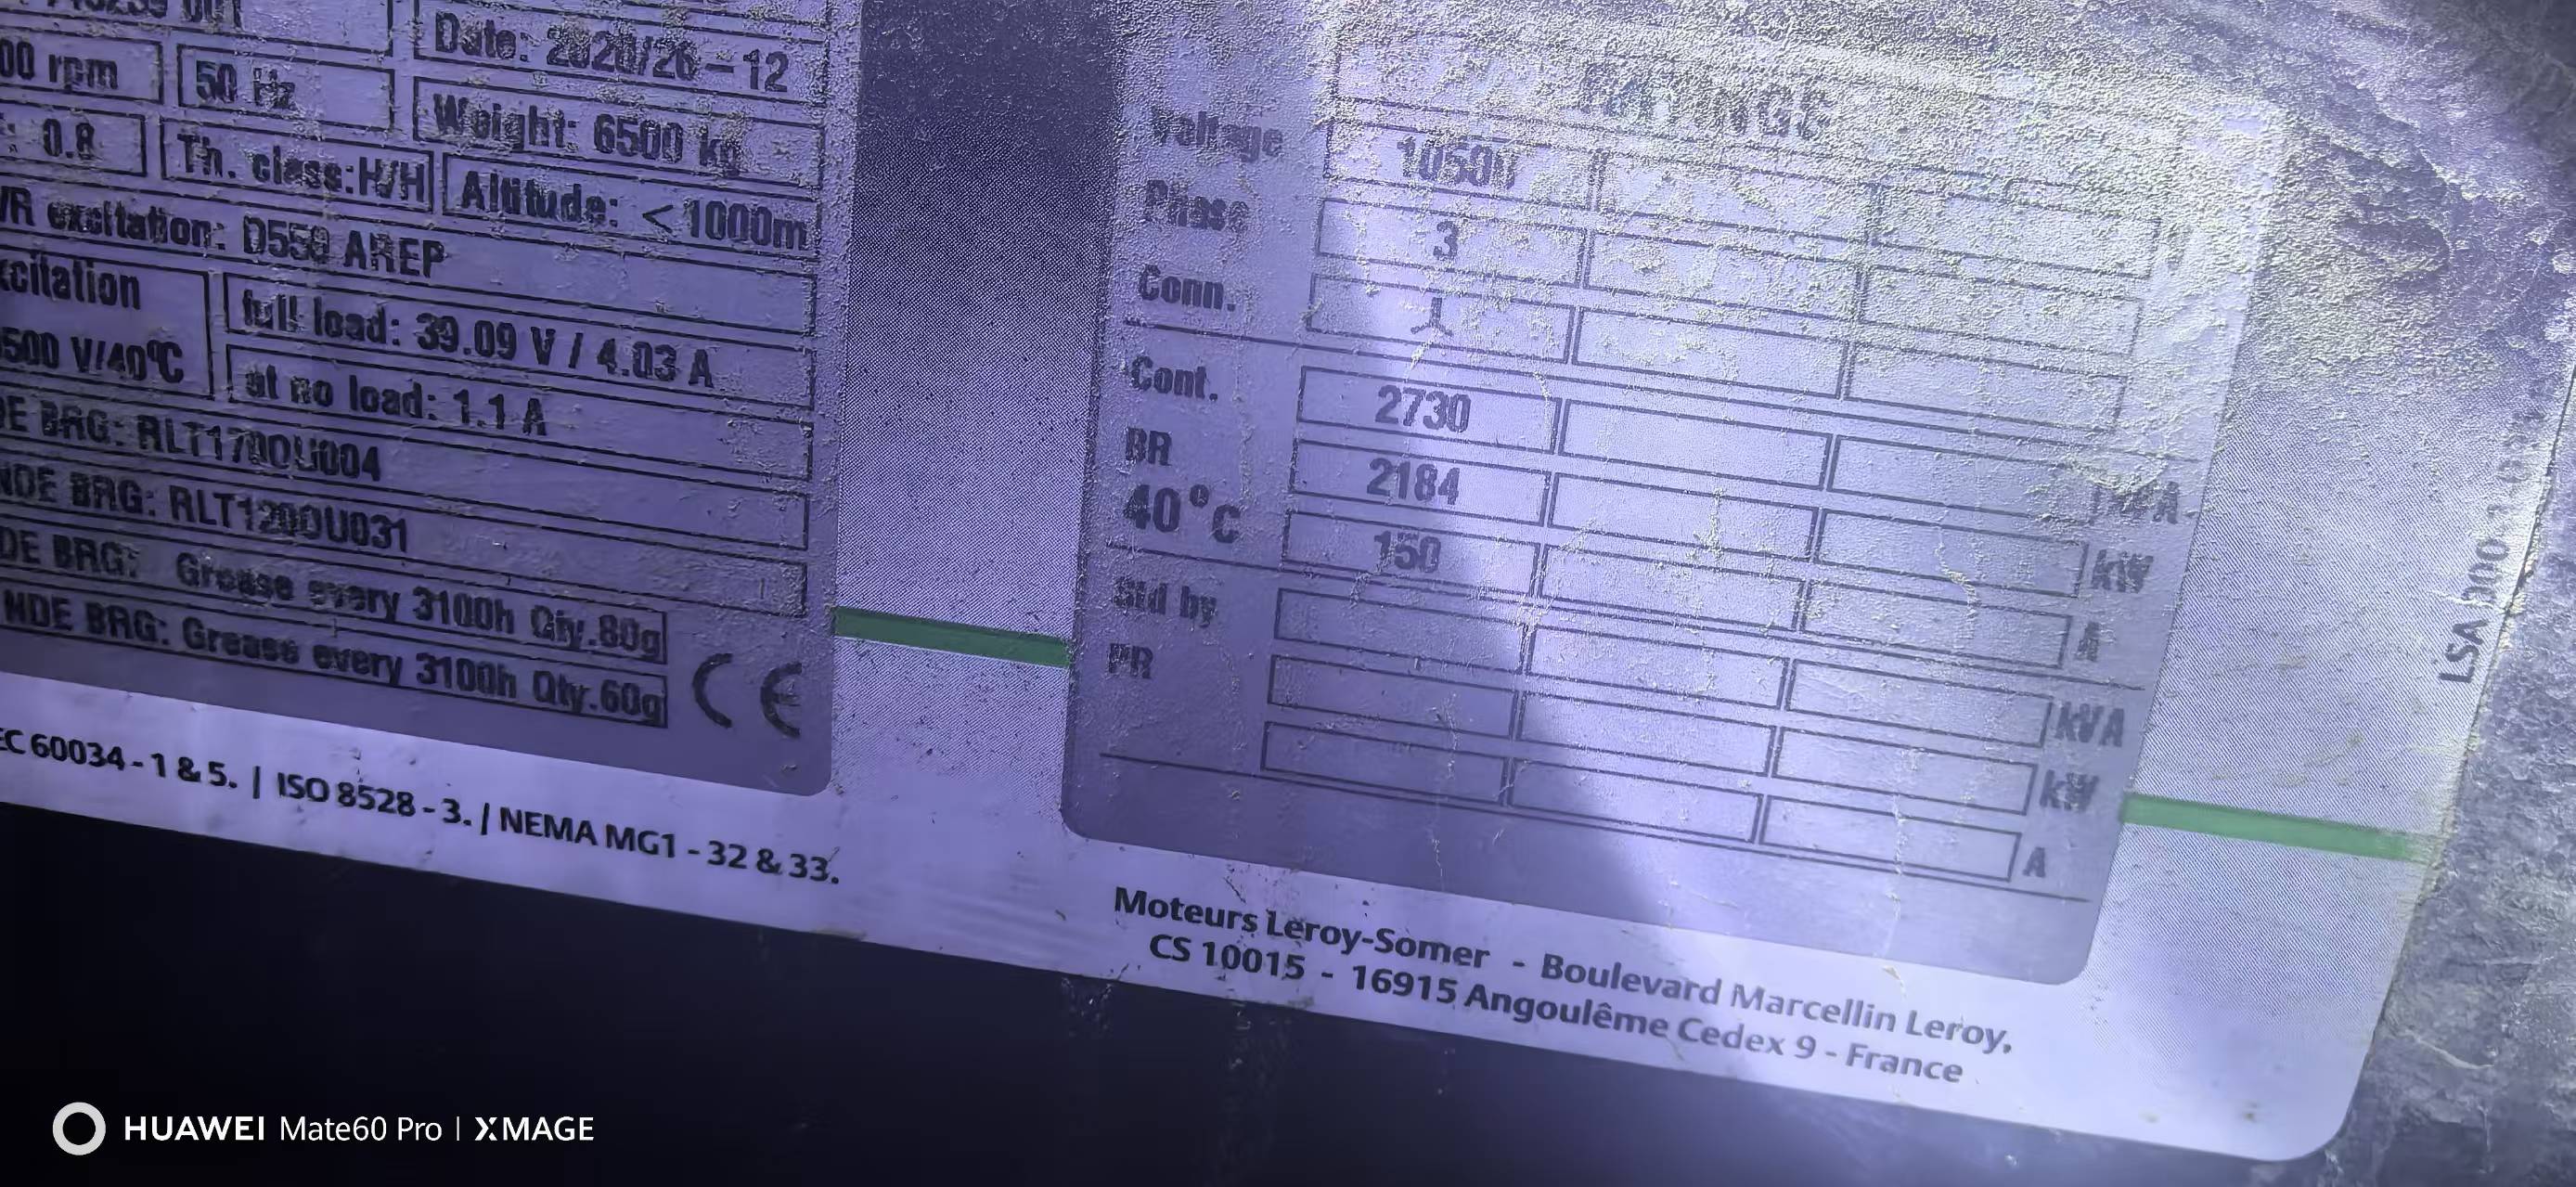 Date: 2020/26-12
00 rpm
50 Hz
Weight: 6500 kg
: 0.8
Th. class:H/H
Altitude: <1000m
VR excitation: D550 AREP
xcitation
full load: 39.09 V / 4.03 A
500 V/40°C
at no load: 1.1 A
DE BRG: RLT170OU004
NDE BRG: RLT120OU031
DE BRG: Grease every 3100h Qty.80g
NDE BRG: Grease every 3100h Qty.60g
CE
EC 60034 - 1 & 5. | ISO 8528 - 3. | NEMA MG1 - 32 & 33.
RATINGS
Voltage 10500 V
Phase 3
Conn.
Cont. 2730 kVA
BR 2184 kW
40°C 150 A
Std by kVA
PR kW
A
Moteurs Leroy-Somer - Boulevard Marcellin Leroy,
CS 10015 - 16915 Angoulême Cedex 9 - France
LSA
HUAWEI Mate60 Pro | XMAGE